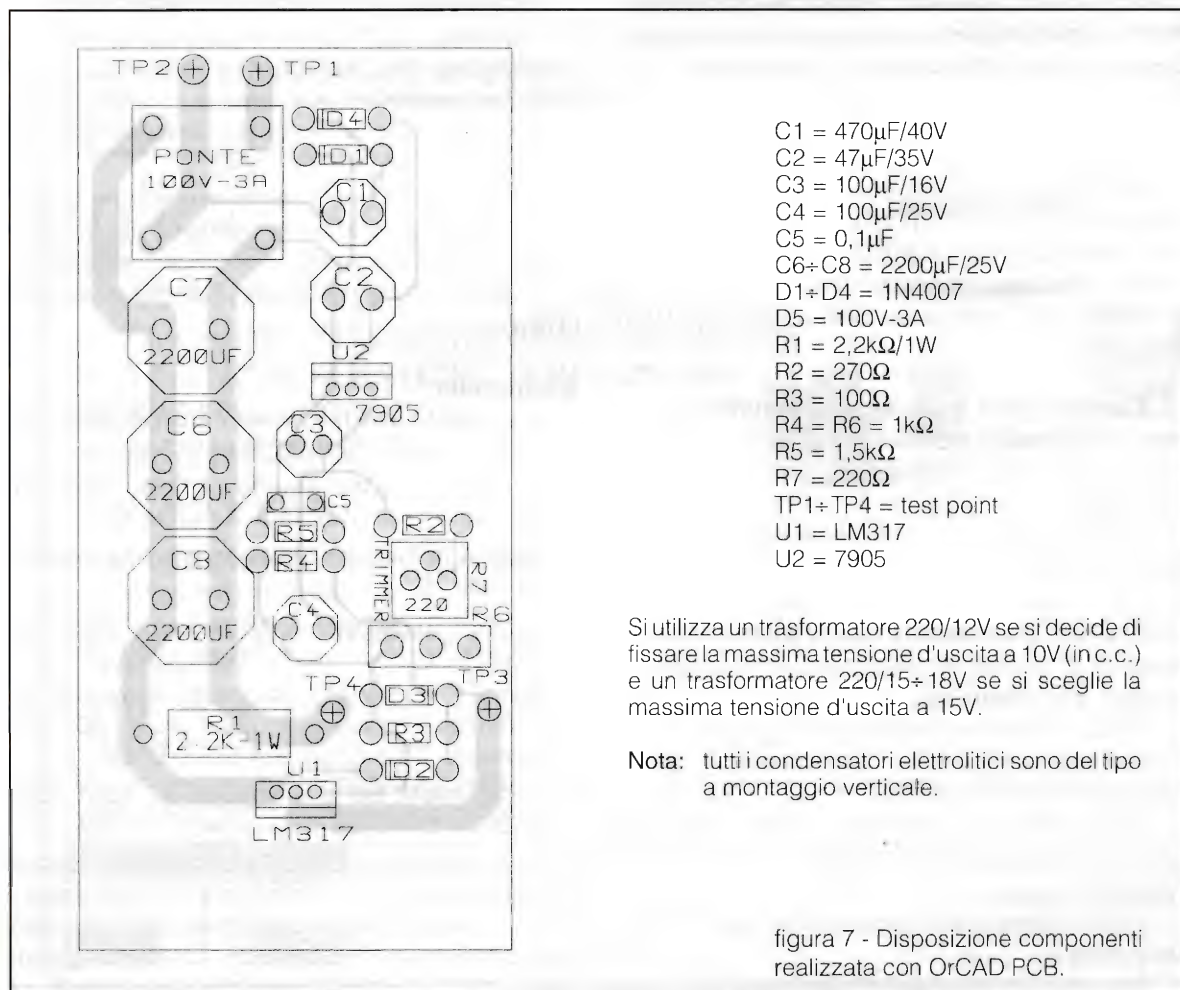 TP2 TP1
D4
PONTE
100V-3A
D1
C1
C2
C7
2200UF
U2
7905
C3
C6
2200UF
C5
R5
R2
R4
TRIMMER
R7
220
C8
2200UF
C4
R6
TP4
TP3
D3
R1
2.2K-1W
R3
U1
D2
LM317
C1 = 470µF/40V
C2 = 47µF/35V
C3 = 100µF/16V
C4 = 100µF/25V
C5 = 0,1µF
C6÷C8 = 2200µF/25V
D1÷D4 = 1N4007
D5 = 100V-3A
R1 = 2,2kΩ/1W
R2 = 270Ω
R3 = 100Ω
R4 = R6 = 1kΩ
R5 = 1,5kΩ
R7 = 220Ω
TP1÷TP4 = test point
U1 = LM317
U2 = 7905
Si utilizza un trasformatore 220/12V se si decide di
fissare la massima tensione d'uscita a 10V (in c.c.)
e un trasformatore 220/15÷18V se si sceglie la
massima tensione d'uscita a 15V.
Nota: tutti i condensatori elettrolitici sono del tipo
a montaggio verticale.
figura 7 - Disposizione componenti
realizzata con OrCAD PCB.